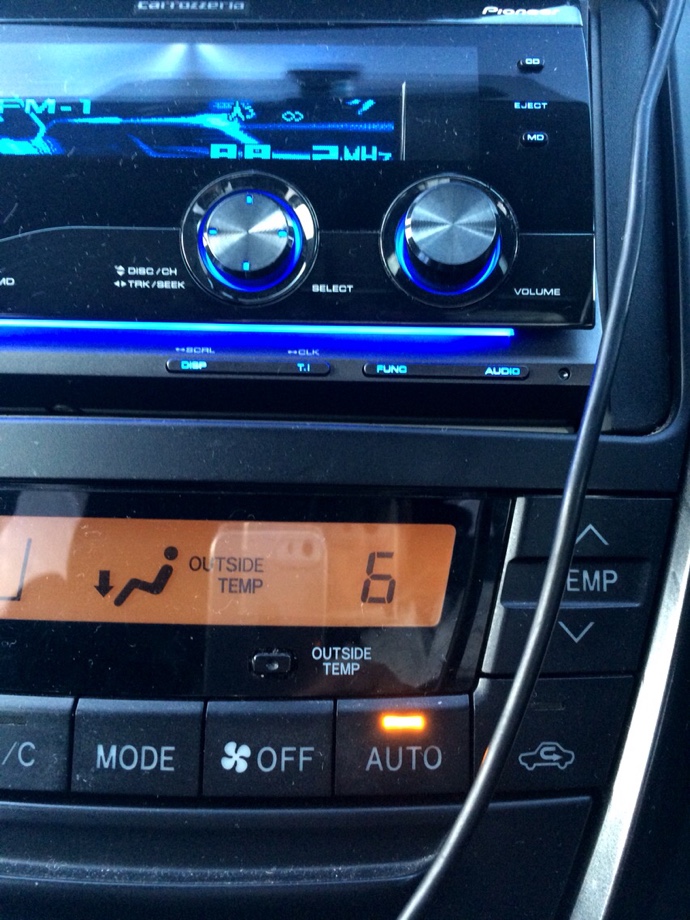 carrozzeria
Pioneer
CD
FM-1
EJECT
MD
MHz
DISC/CH
TRK/SEEK
SELECT
VOLUME
MD
SCRL
CLK
DISP
T.i
FUNC
AUDIO
OUTSIDE
TEMP
6
EMP
OUTSIDE
TEMP
/C
MODE
OFF
AUTO